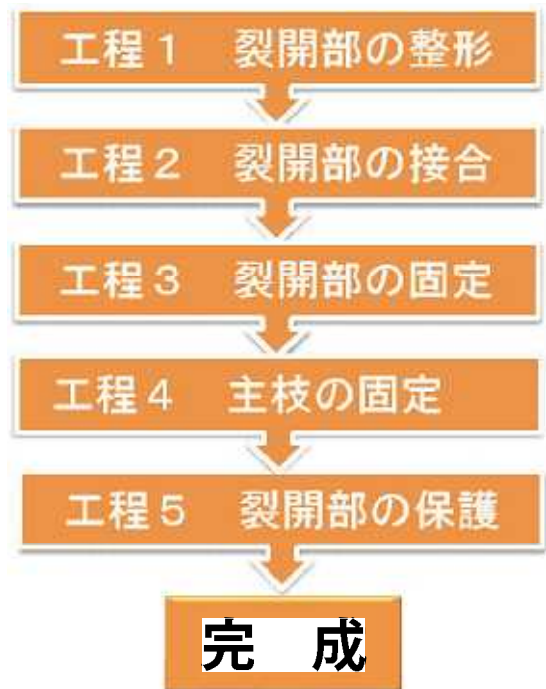 工程１　裂開部の整形
工程２　裂開部の接合
工程３　裂開部の固定
工程４　主枝の固定
工程５　裂開部の保護
完　成